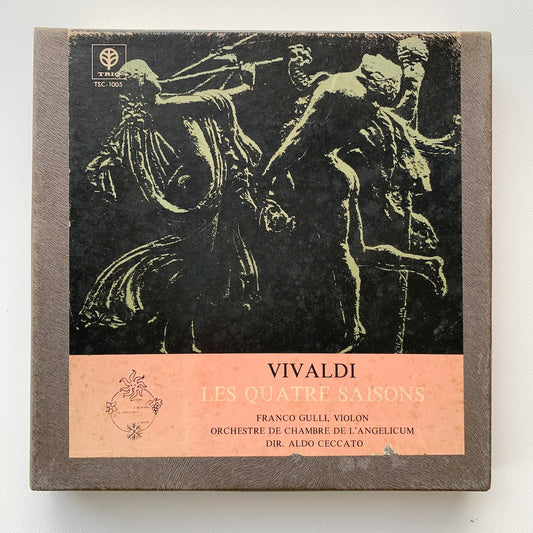 TRIO
TSC-1005
VIVALDI
LES QUATRE SAISONS
FRANCO GULLI, VIOLON
ORCHESTRE DE CHAMBRE DE L'ANGELICUM
DIR. ALDO CECCATO